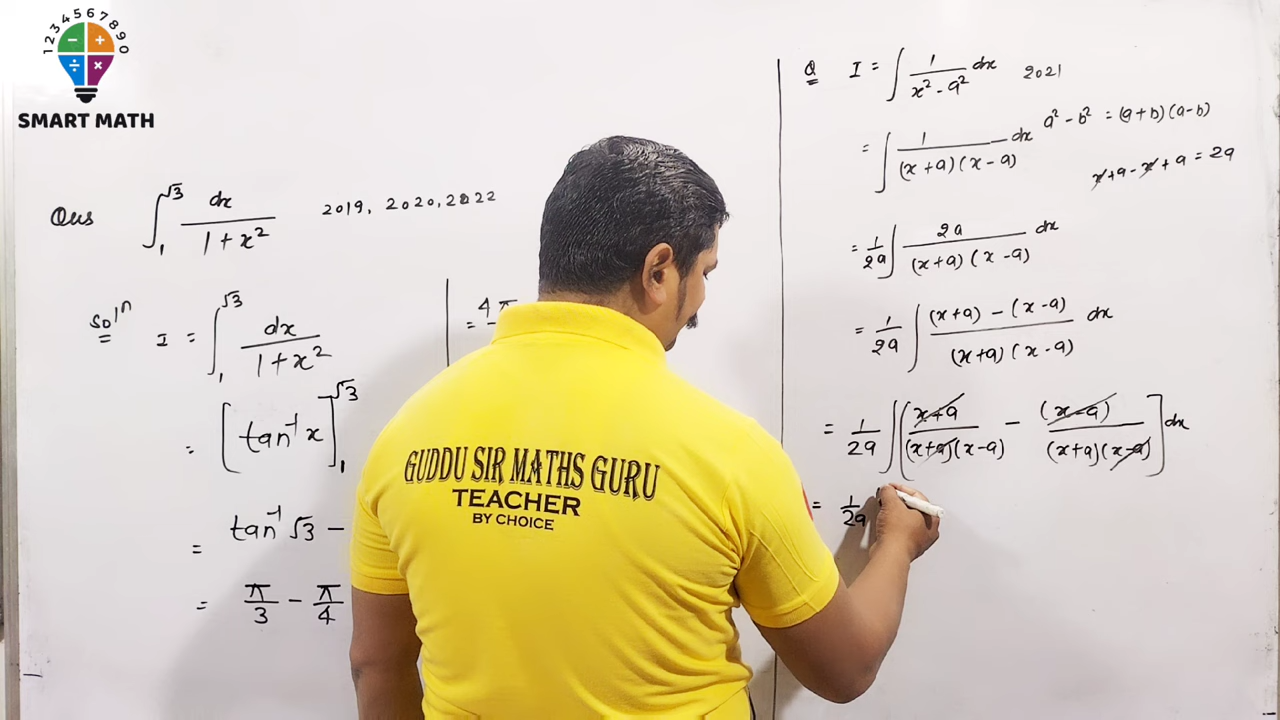 1234567890
− +
÷ ×
SMART MATH
Qus ∫₁^√3 dx / 1+x² 2019, 2020, 2022
Solⁿ I = ∫₁^√3 dx / 1+x²
= [tan⁻¹ x]₁^√3
= tan⁻¹ √3 −
= π/3 − π/4
= 4π
GUDDU SIR MATHS GURU
TEACHER
BY CHOICE
Q I = ∫ 1 / x² - a² dx 2021
= ∫ 1 / (x+a)(x-a) dx a² - b² = (a+b)(a-b)
x+a-x+a = 2a
= 1/2a ∫ 2a / (x+a)(x-a) dx
= 1/2a ∫ (x+a) - (x-a) / (x+a)(x-a) dx
= 1/2a ∫ [x+a / (x+a)(x-a) - (x-a) / (x+a)(x-a)] dx
= 1/2a